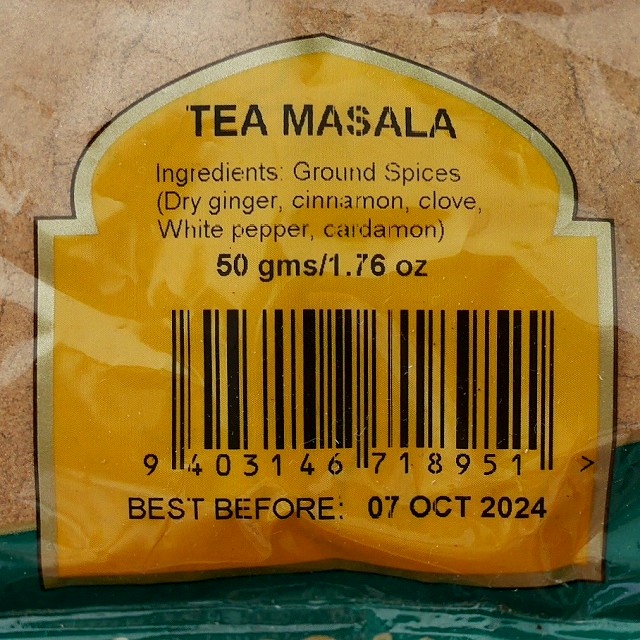 TEA MASALA
Ingredients: Ground Spices
(Dry ginger, cinnamon, clove,
White pepper, cardamon)
50 gms/1.76 oz
9 403146 718951 >
BEST BEFORE: 07 OCT 2024